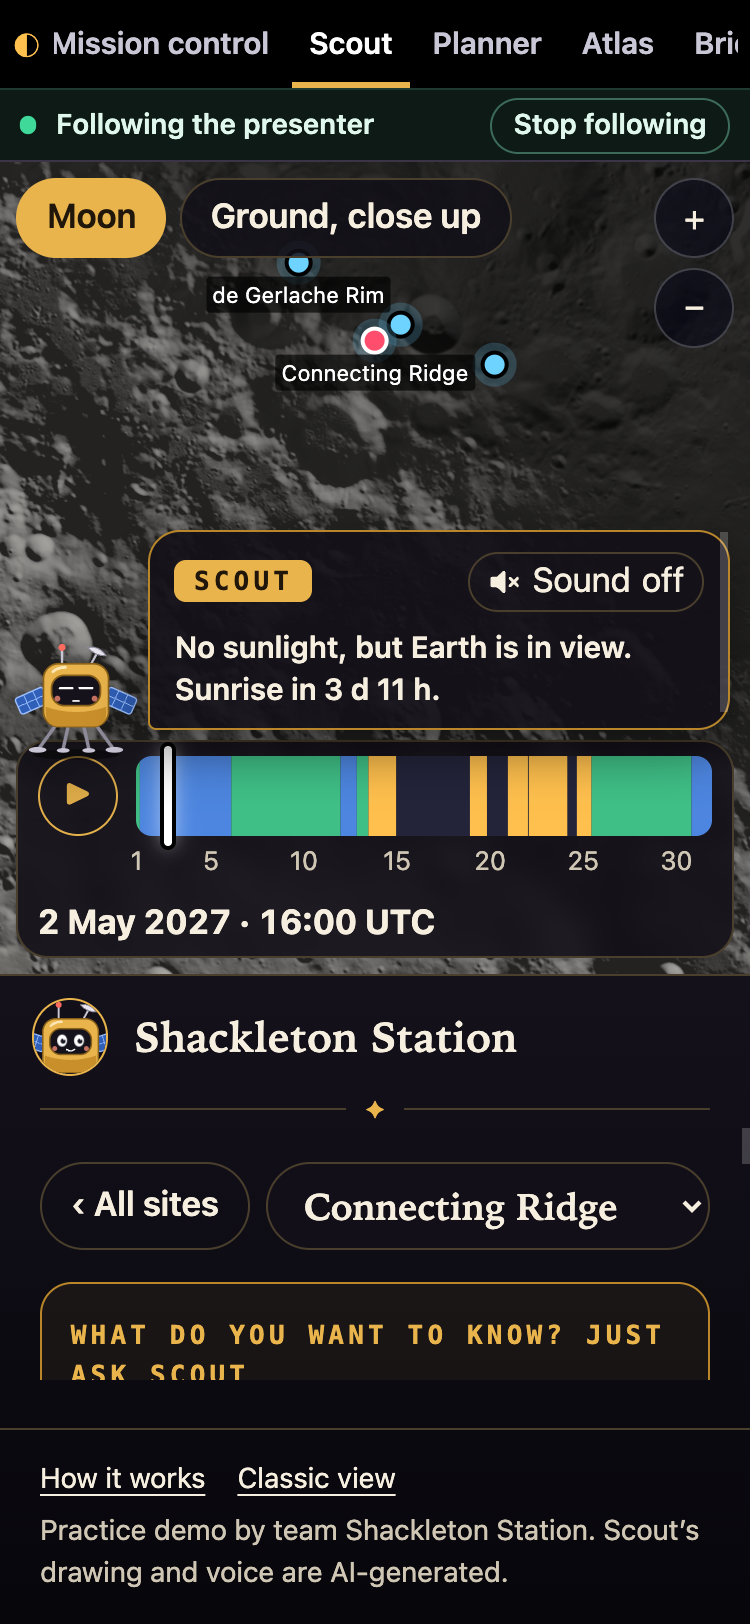 Mission control Scout Planner Atlas
Following the presenter Stop following
Moon Ground, close up + −
de Gerlache Rim
Connecting Ridge
SCOUT Sound off
No sunlight, but Earth is in view.
Sunrise in 3 d 11 h.
1 5 10 15 20 25 30
2 May 2027 · 16:00 UTC
Shackleton Station
‹ All sites Connecting Ridge
WHAT DO YOU WANT TO KNOW? JUST
ASK SCOUT
How it works Classic view
Practice demo by team Shackleton Station. Scout’s
drawing and voice are AI-generated.